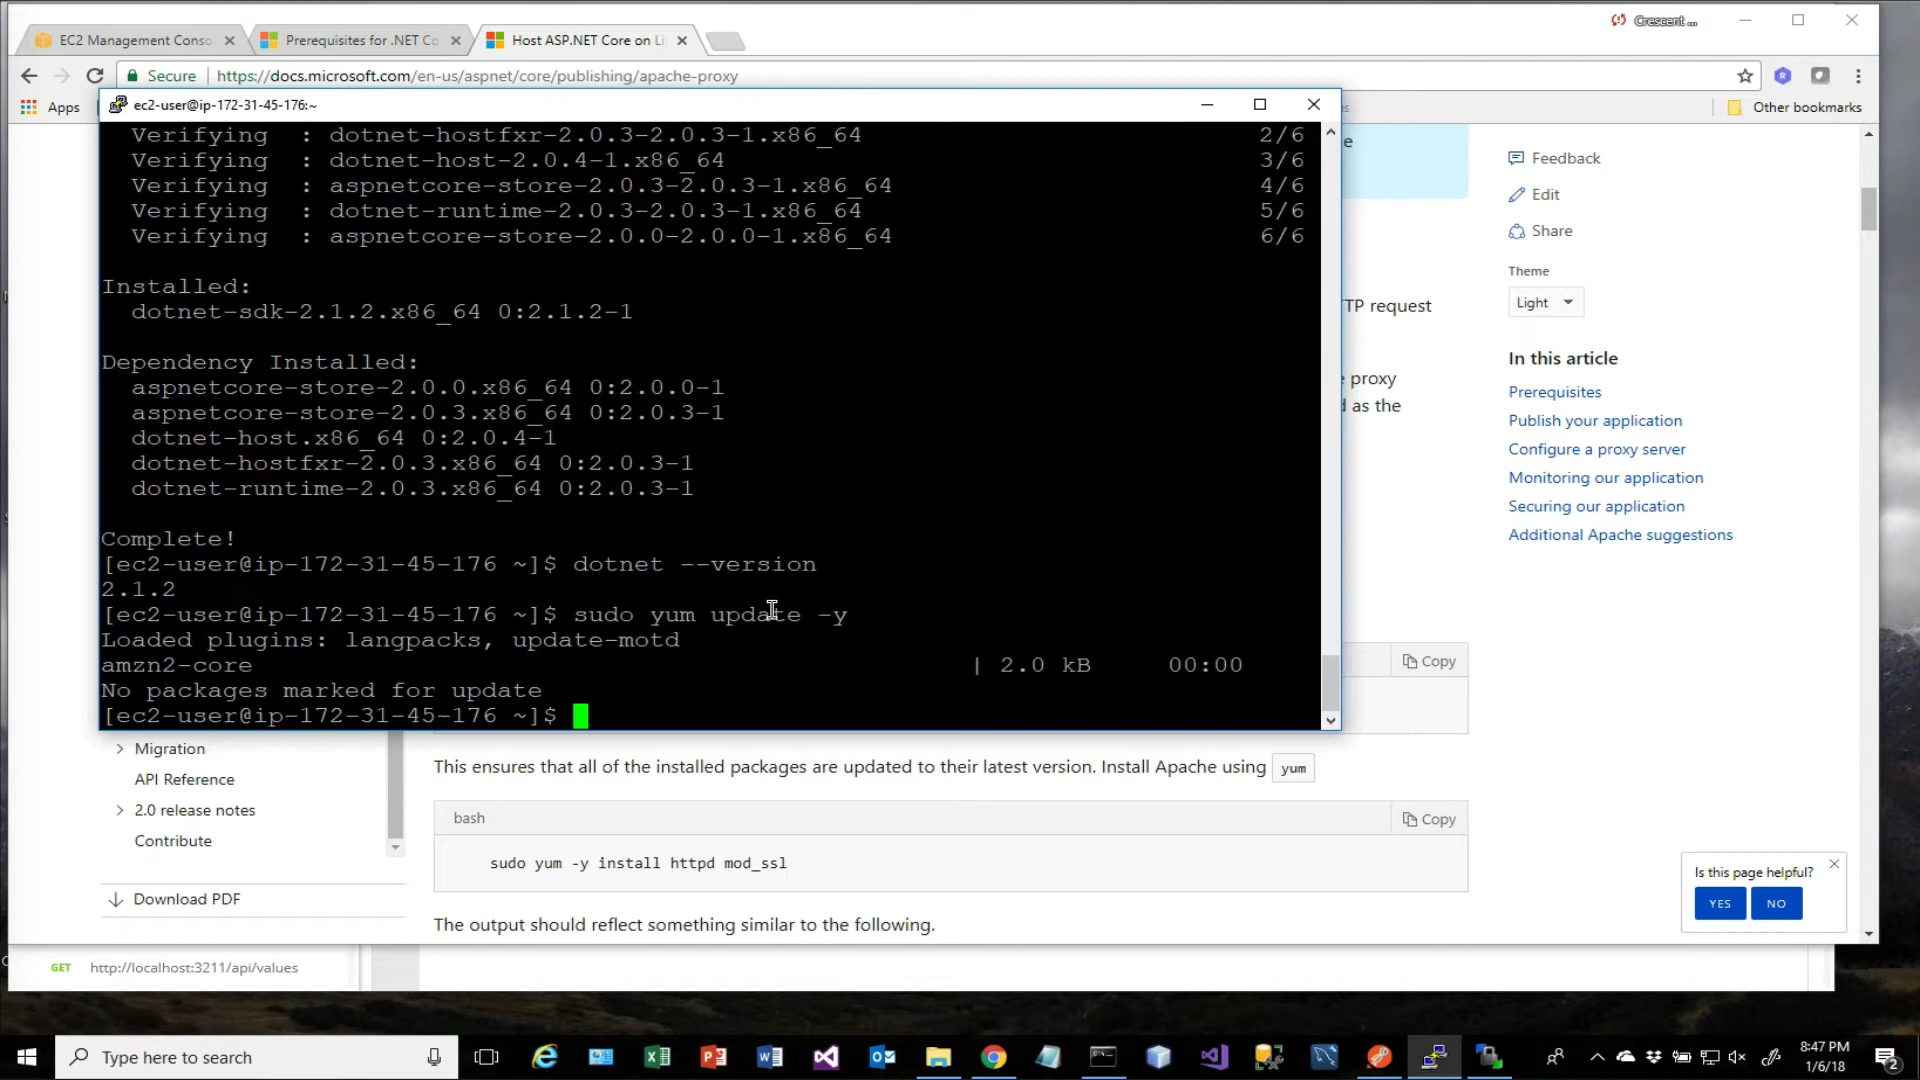 Crescent ...
EC2 Management Conso
Prerequisites for .NET Co
Host ASP.NET Core on Li
Secure
https://docs.microsoft.com/en-us/aspnet/core/publishing/apache-proxy
Apps
Other bookmarks
ec2-user@ip-172-31-45-176:~
Verifying : dotnet-hostfxr-2.0.3-2.0.3-1.x86_64 2/6
Verifying : dotnet-host-2.0.4-1.x86_64 3/6
Verifying : aspnetcore-store-2.0.3-2.0.3-1.x86_64 4/6
Verifying : dotnet-runtime-2.0.3-2.0.3-1.x86_64 5/6
Verifying : aspnetcore-store-2.0.0-2.0.0-1.x86_64 6/6
Installed:
dotnet-sdk-2.1.2.x86_64 0:2.1.2-1
Dependency Installed:
aspnetcore-store-2.0.0.x86_64 0:2.0.0-1
aspnetcore-store-2.0.3.x86_64 0:2.0.3-1
dotnet-host.x86_64 0:2.0.4-1
dotnet-hostfxr-2.0.3.x86_64 0:2.0.3-1
dotnet-runtime-2.0.3.x86_64 0:2.0.3-1
Complete!
[ec2-user@ip-172-31-45-176 ~]$ dotnet --version
2.1.2
[ec2-user@ip-172-31-45-176 ~]$ sudo yum update -y
Loaded plugins: langpacks, update-motd
amzn2-core | 2.0 kB 00:00
No packages marked for update
[ec2-user@ip-172-31-45-176 ~]$
e
TP request
proxy
d as the
Feedback
Edit
Share
Theme
Light
In this article
Prerequisites
Publish your application
Configure a proxy server
Monitoring our application
Securing our application
Additional Apache suggestions
Copy
Migration
API Reference
2.0 release notes
Contribute
Download PDF
This ensures that all of the installed packages are updated to their latest version. Install Apache using yum
bash
Copy
sudo yum -y install httpd mod_ssl
The output should reflect something similar to the following.
Is this page helpful?
YES
NO
GET http://localhost:3211/api/values
Type here to search
8:47 PM
1/6/18
2